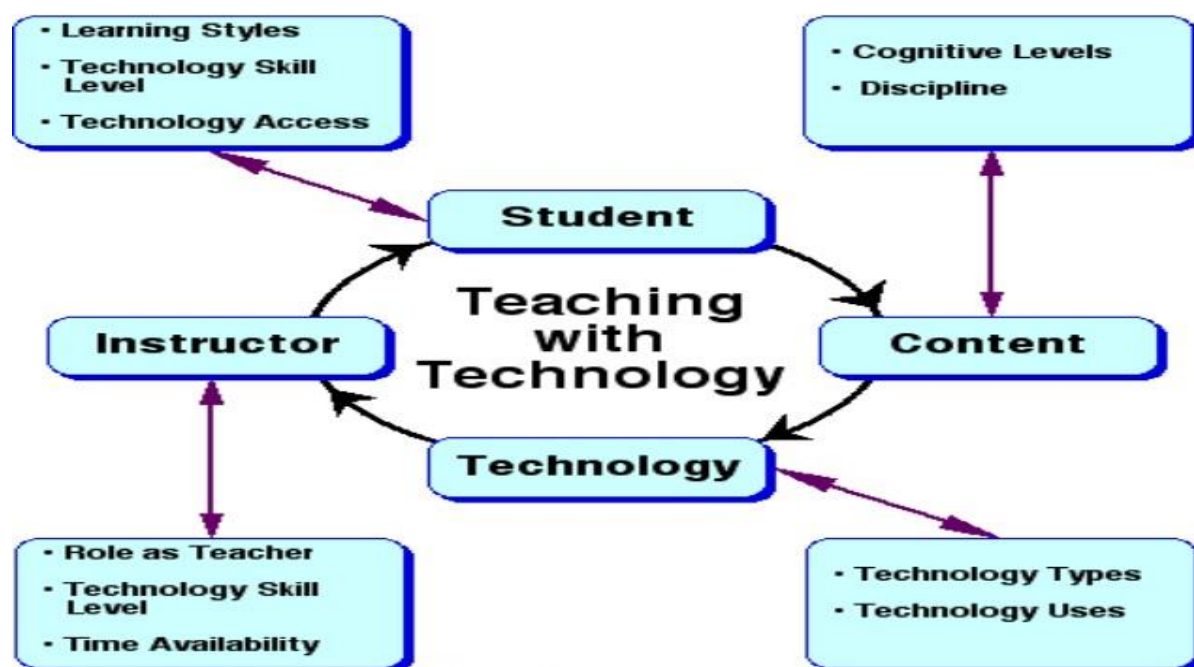 • Learning Styles
• Technology Skill
Level
• Technology Access
• Cognitive Levels
• Discipline
Student
Teaching
with
Technology
Instructor
Content
Technology
• Role as Teacher
• Technology Skill
Level
• Time Availability
• Technology Types
• Technology Uses